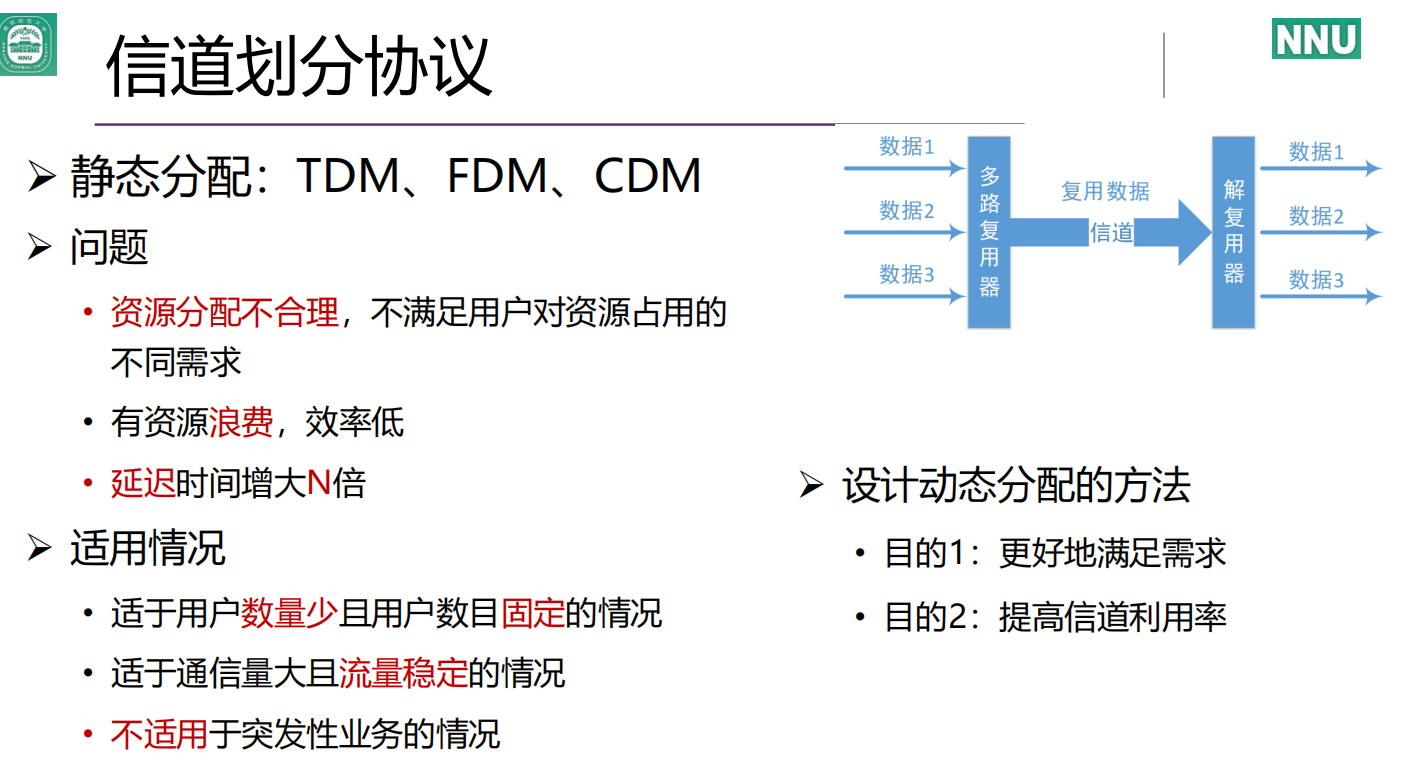 信道划分协议
NNU
静态分配：TDM、FDM、CDM
问题
资源分配不合理，不满足用户对资源占用的
不同需求
有资源浪费，效率低
延迟时间增大N倍
适用情况
适于用户数量少且用户数目固定的情况
适于通信量大且流量稳定的情况
不适用于突发性业务的情况
数据1
数据2
数据3
多路复用器
复用数据
信道
解复用器
数据1
数据2
数据3
设计动态分配的方法
目的1：更好地满足需求
目的2：提高信道利用率
NNU